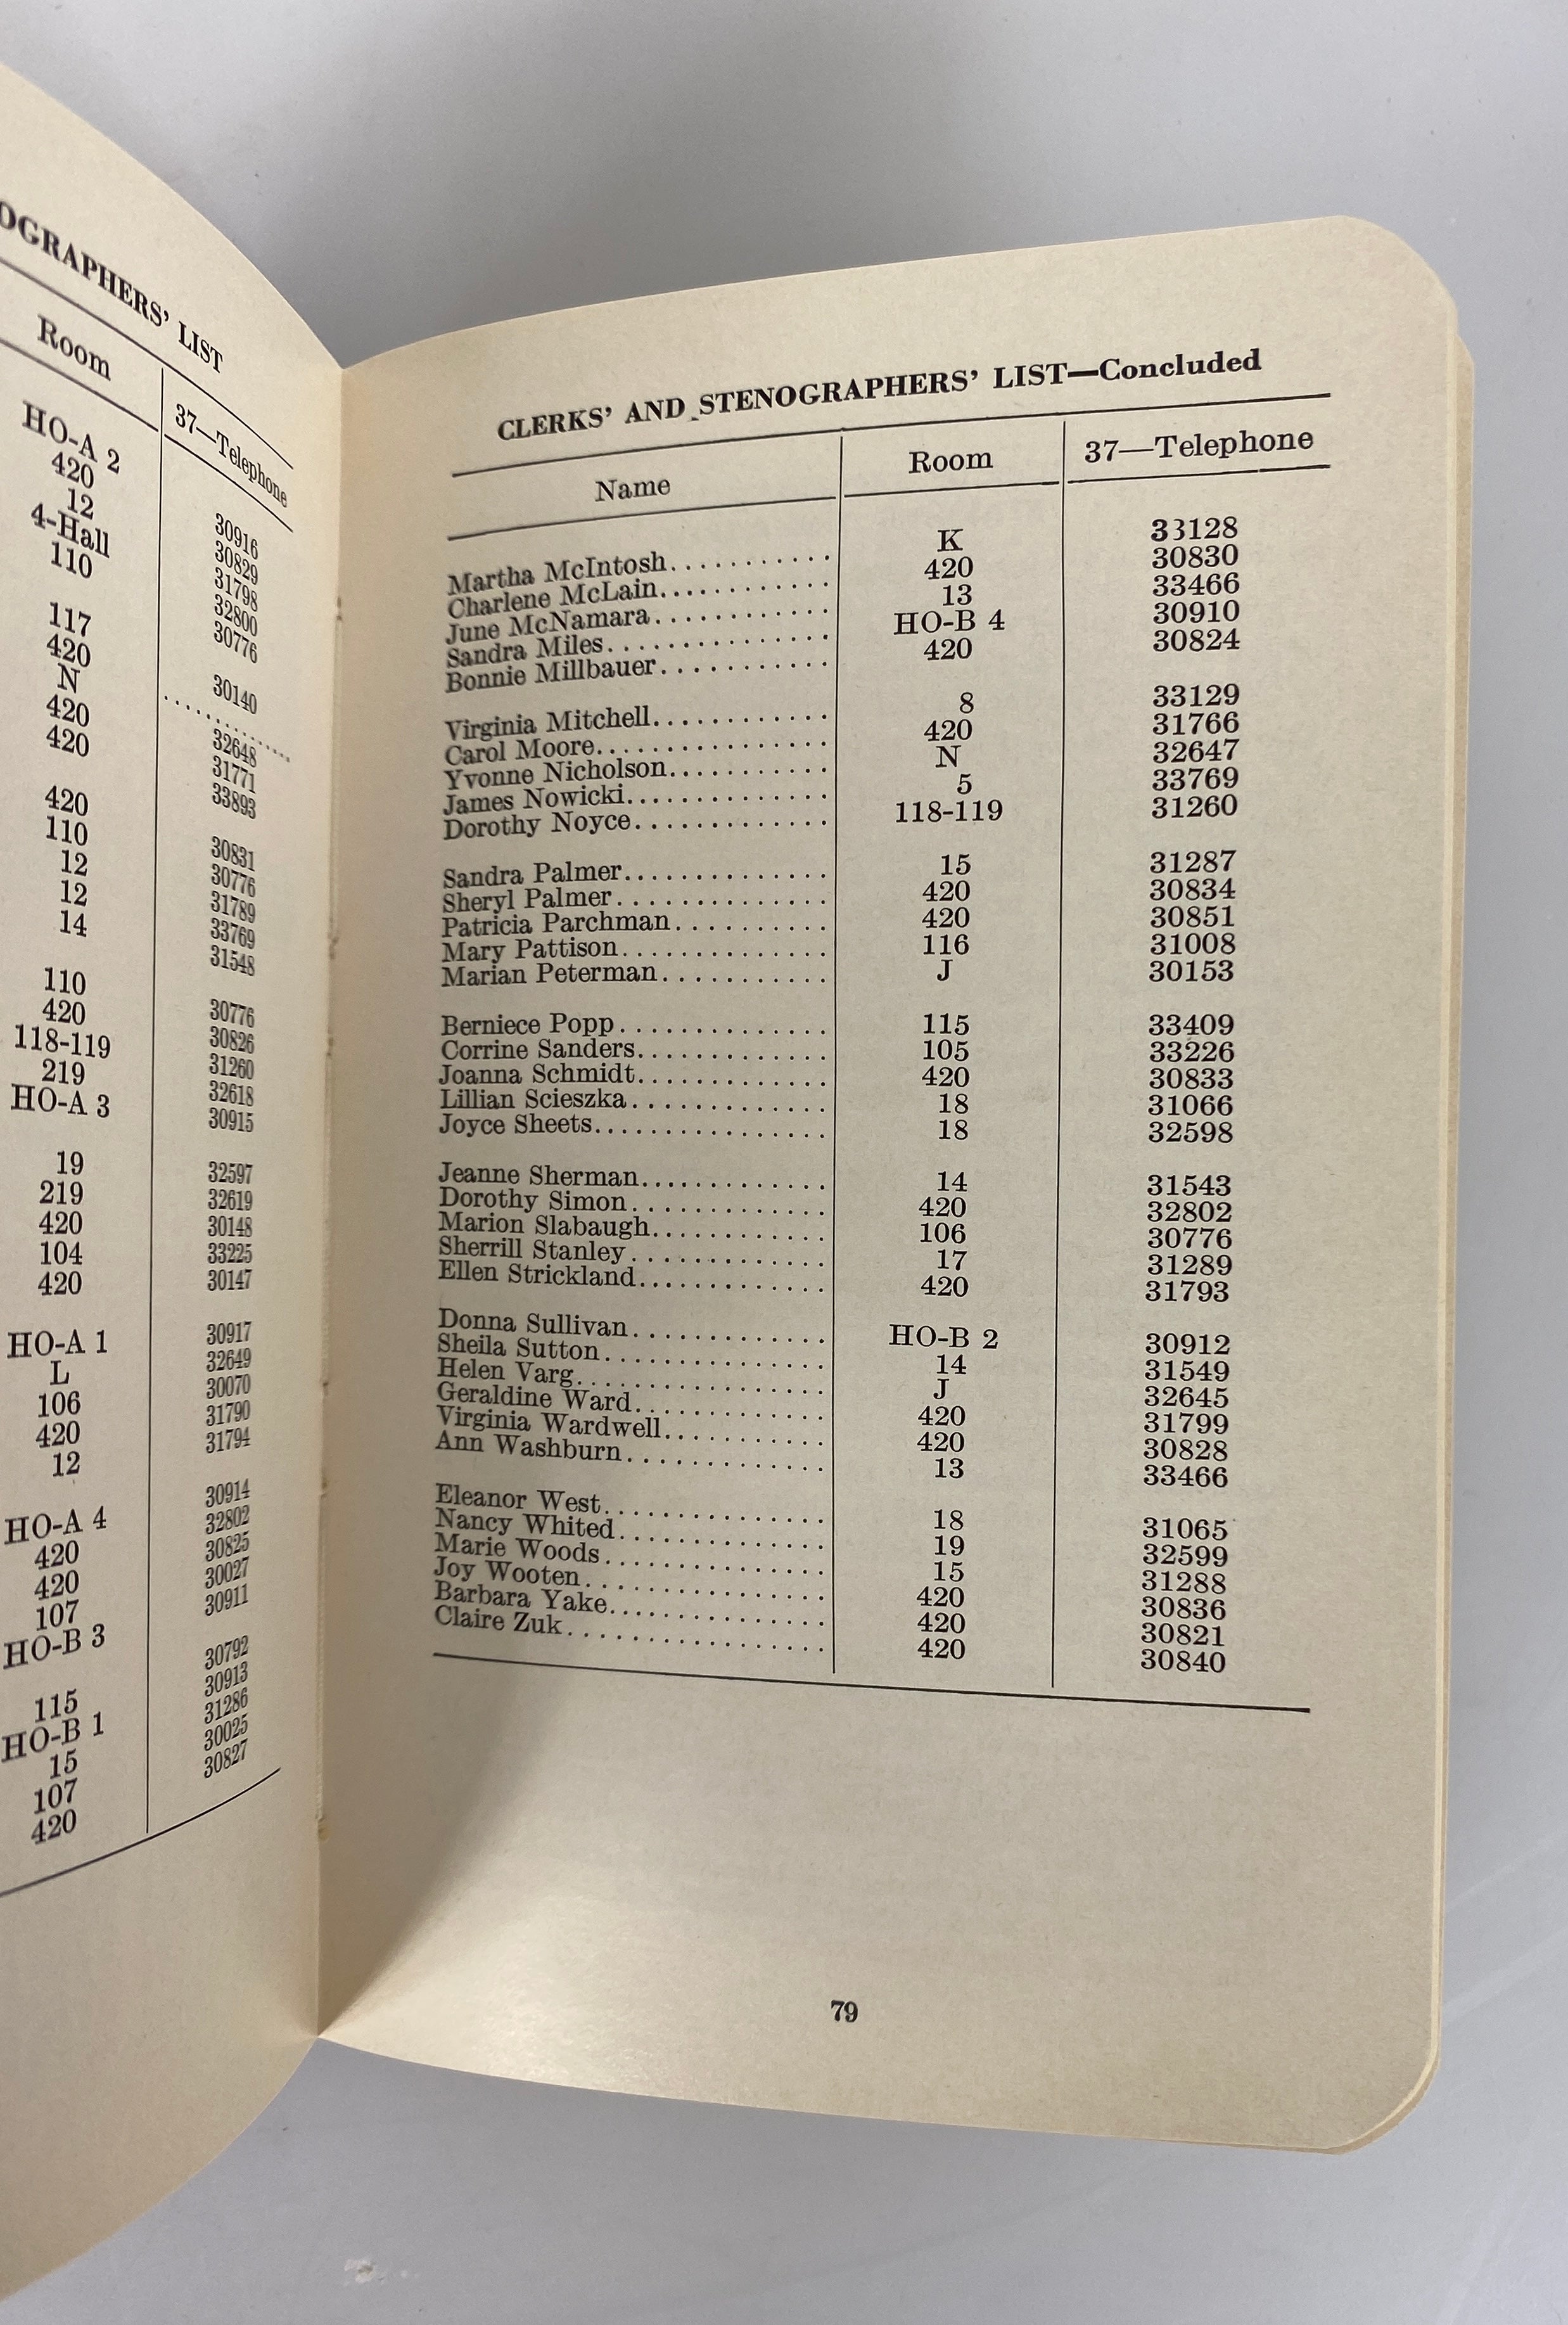 OGRAPHERS' LIST
Room 37—Telephone
HO-A 2 30916
420 30829
12 31798
4-Hall 32800
110 30776
117 30140
420 ..............
N 32648
420 31771
420 33893
420 30831
110 30776
12 31789
12 33769
14 31548
110 30776
420 30826
118-119 31260
219 32618
HO-A 3 30915
19 32597
219 32619
420 30148
104 33225
420 30147
HO-A 1 30917
L 32649
106 30070
420 31790
12 31794
HO-A 4 30914
420 32802
420 30825
107 30027
HO-B 3 30911
115 30792
HO-B 1 30913
15 31286
107 30025
420 30827
CLERKS' AND STENOGRAPHERS' LIST—Concluded
Name Room 37—Telephone
Martha McIntosh........... K 33128
Charlene McLain............ 420 30830
June McNamara............ 13 33466
Sandra Miles................ HO-B 4 30910
Bonnie Millbauer........... 420 30824
Virginia Mitchell............ 8 33129
Carol Moore................ 420 31766
Yvonne Nicholson........... N 32647
James Nowicki.............. 5 33769
Dorothy Noyce............. 118-119 31260
Sandra Palmer.............. 15 31287
Sheryl Palmer.............. 420 30834
Patricia Parchman.......... 420 30851
Mary Pattison.............. 116 31008
Marian Peterman........... J 30153
Berniece Popp.............. 115 33409
Corrine Sanders............ 105 33226
Joanna Schmidt............ 420 30833
Lillian Scieszka............. 18 31066
Joyce Sheets................ 18 32598
Jeanne Sherman............ 14 31543
Dorothy Simon............. 420 32802
Marion Slabaugh........... 106 30776
Sherrill Stanley............. 17 31289
Ellen Strickland............ 420 31793
Donna Sullivan............. HO-B 2 30912
Sheila Sutton............... 14 31549
Helen Varg................. J 32645
Geraldine Ward............ 420 31799
Virginia Wardwell.......... 420 30828
Ann Washburn............. 13 33466
Eleanor West............... 18 31065
Nancy Whited.............. 19 32599
Marie Woods............... 15 31288
Joy Wooten................ 420 30836
Barbara Yake.............. 420 30821
Claire Zuk................. 420 30840
79